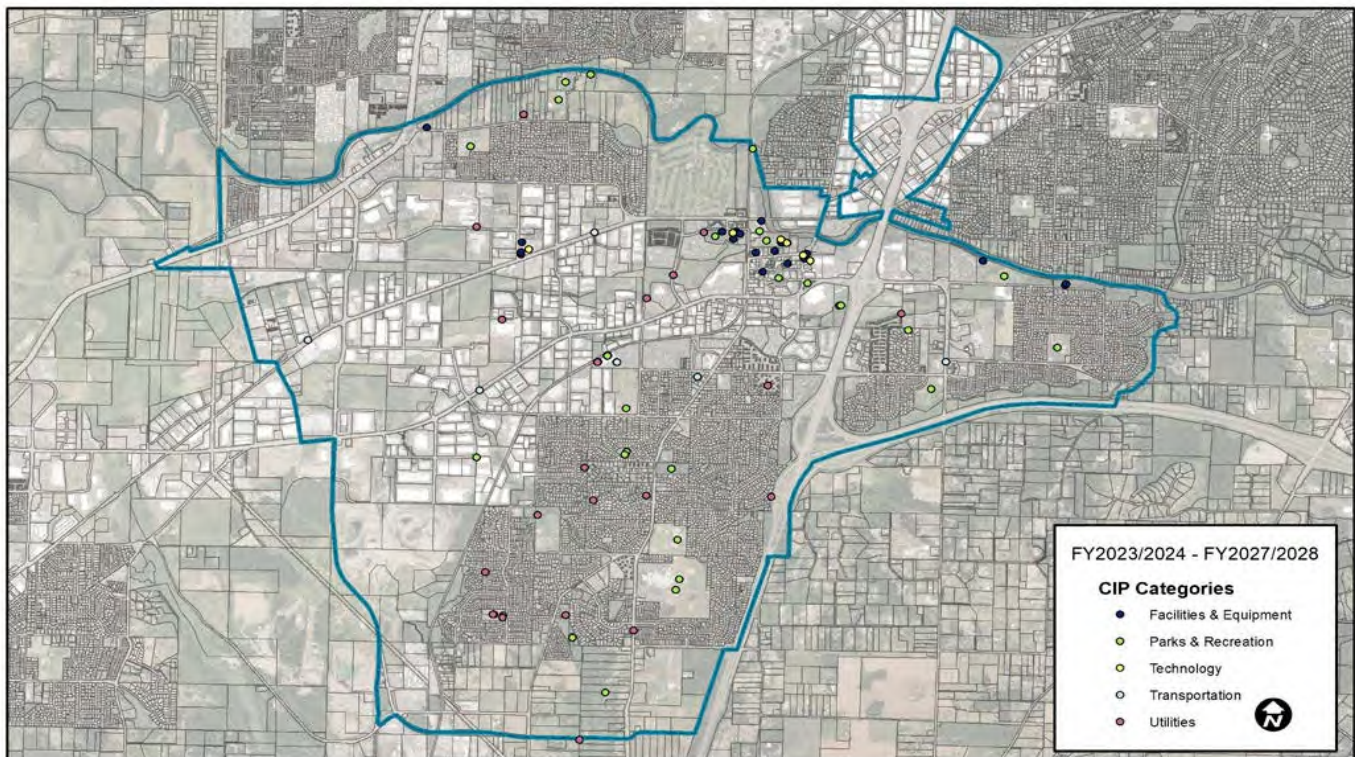 FY2023/2024 - FY2027/2028
CIP Categories
Facilities & Equipment
Parks & Recreation
Technology
Transportation
Utilities
N